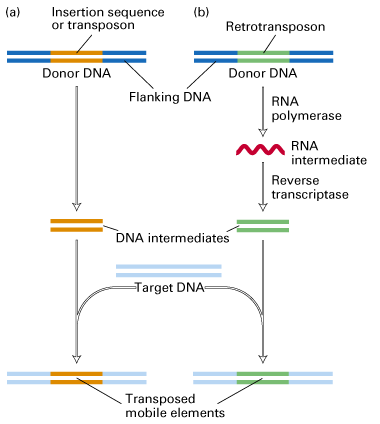 (a)
Insertion sequence
or transposon
(b)
Retrotransposon
Donor DNA
Donor DNA
Flanking DNA
RNA
polymerase
RNA
intermediate
Reverse
transcriptase
DNA intermediates
Target DNA
Transposed
mobile elements